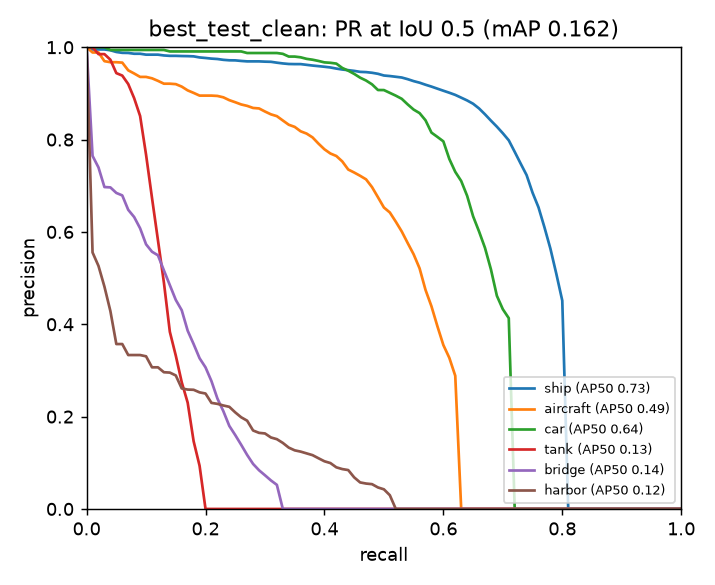 best_test_clean: PR at IoU 0.5 (mAP 0.162)
1.0
0.8
0.6
0.4
0.2
0.0
precision
ship (AP50 0.73)
aircraft (AP50 0.49)
car (AP50 0.64)
tank (AP50 0.13)
bridge (AP50 0.14)
harbor (AP50 0.12)
0.0 0.2 0.4 0.6 0.8 1.0
recall